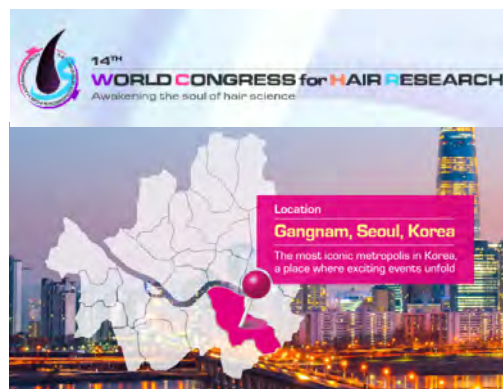 14TH
WORLD CONGRESS for HAIR RESEARCH
Awakening the soul of hair science
Location
Gangnam, Seoul, Korea
The most iconic metropolis in Korea,
a place where exciting events unfold